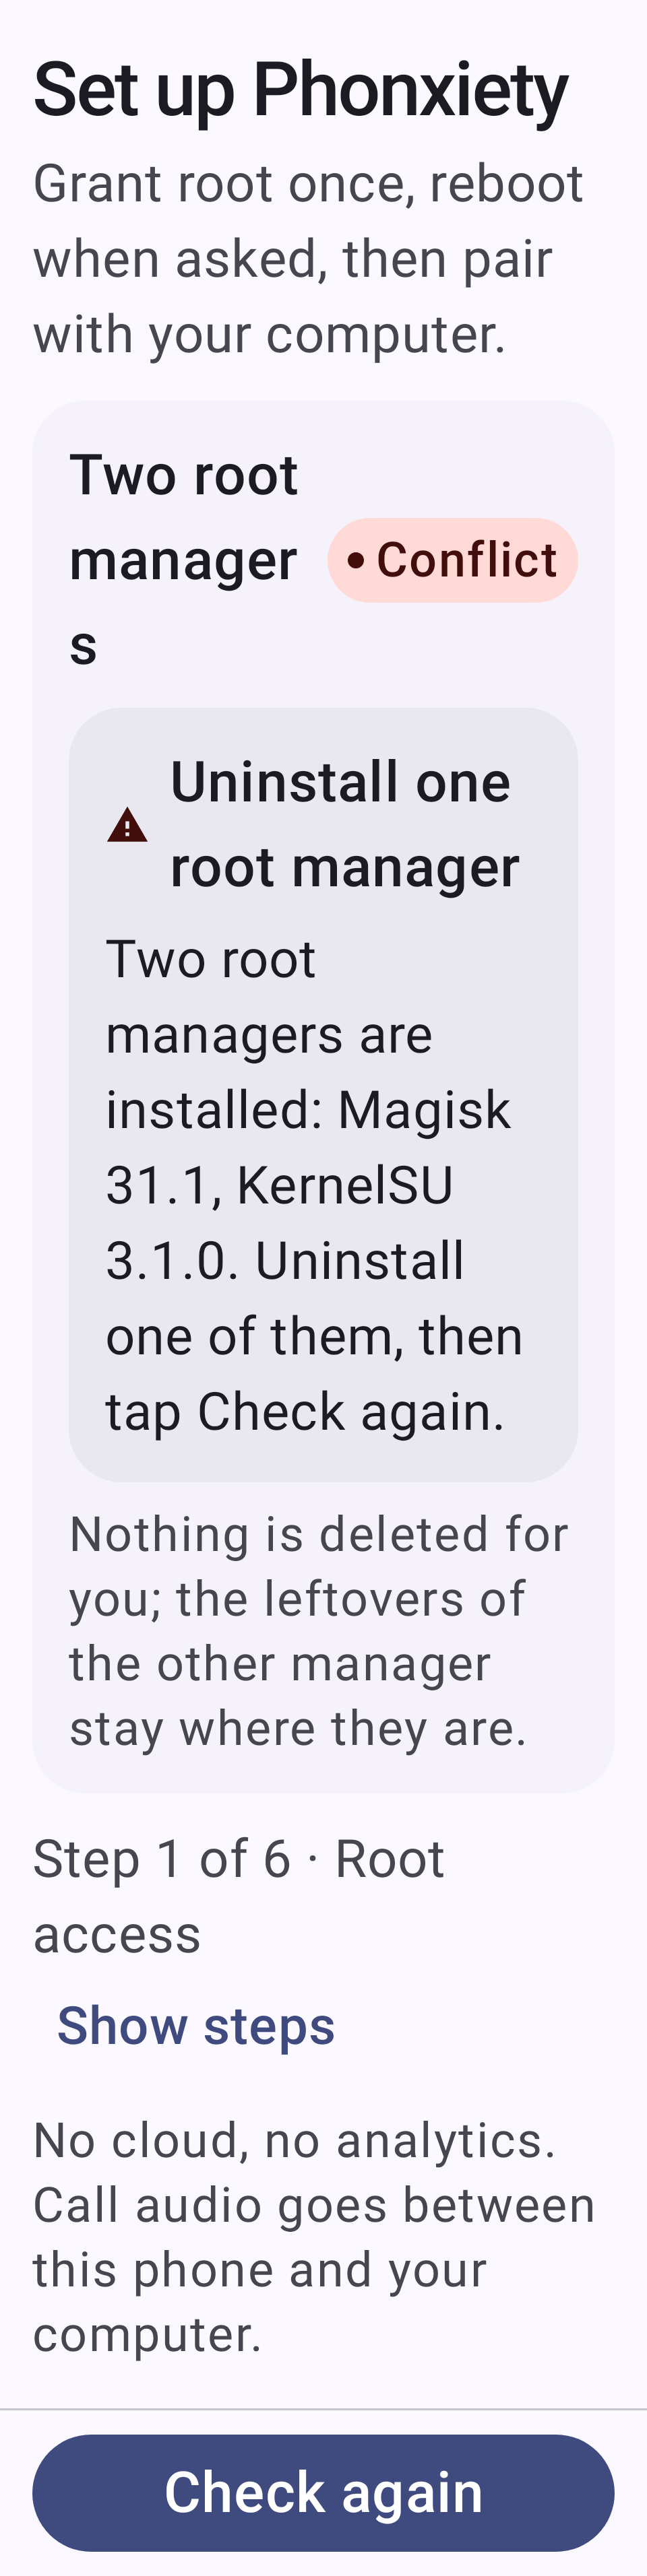 Set up Phonxiety
Grant root once, reboot
when asked, then pair
with your computer.
Two root
manager
s
• Conflict
Uninstall one
root manager
Two root
managers are
installed: Magisk
31.1, KernelSU
3.1.0. Uninstall
one of them, then
tap Check again.
Nothing is deleted for
you; the leftovers of
the other manager
stay where they are.
Step 1 of 6 · Root
access
Show steps
No cloud, no analytics.
Call audio goes between
this phone and your
computer.
Check again